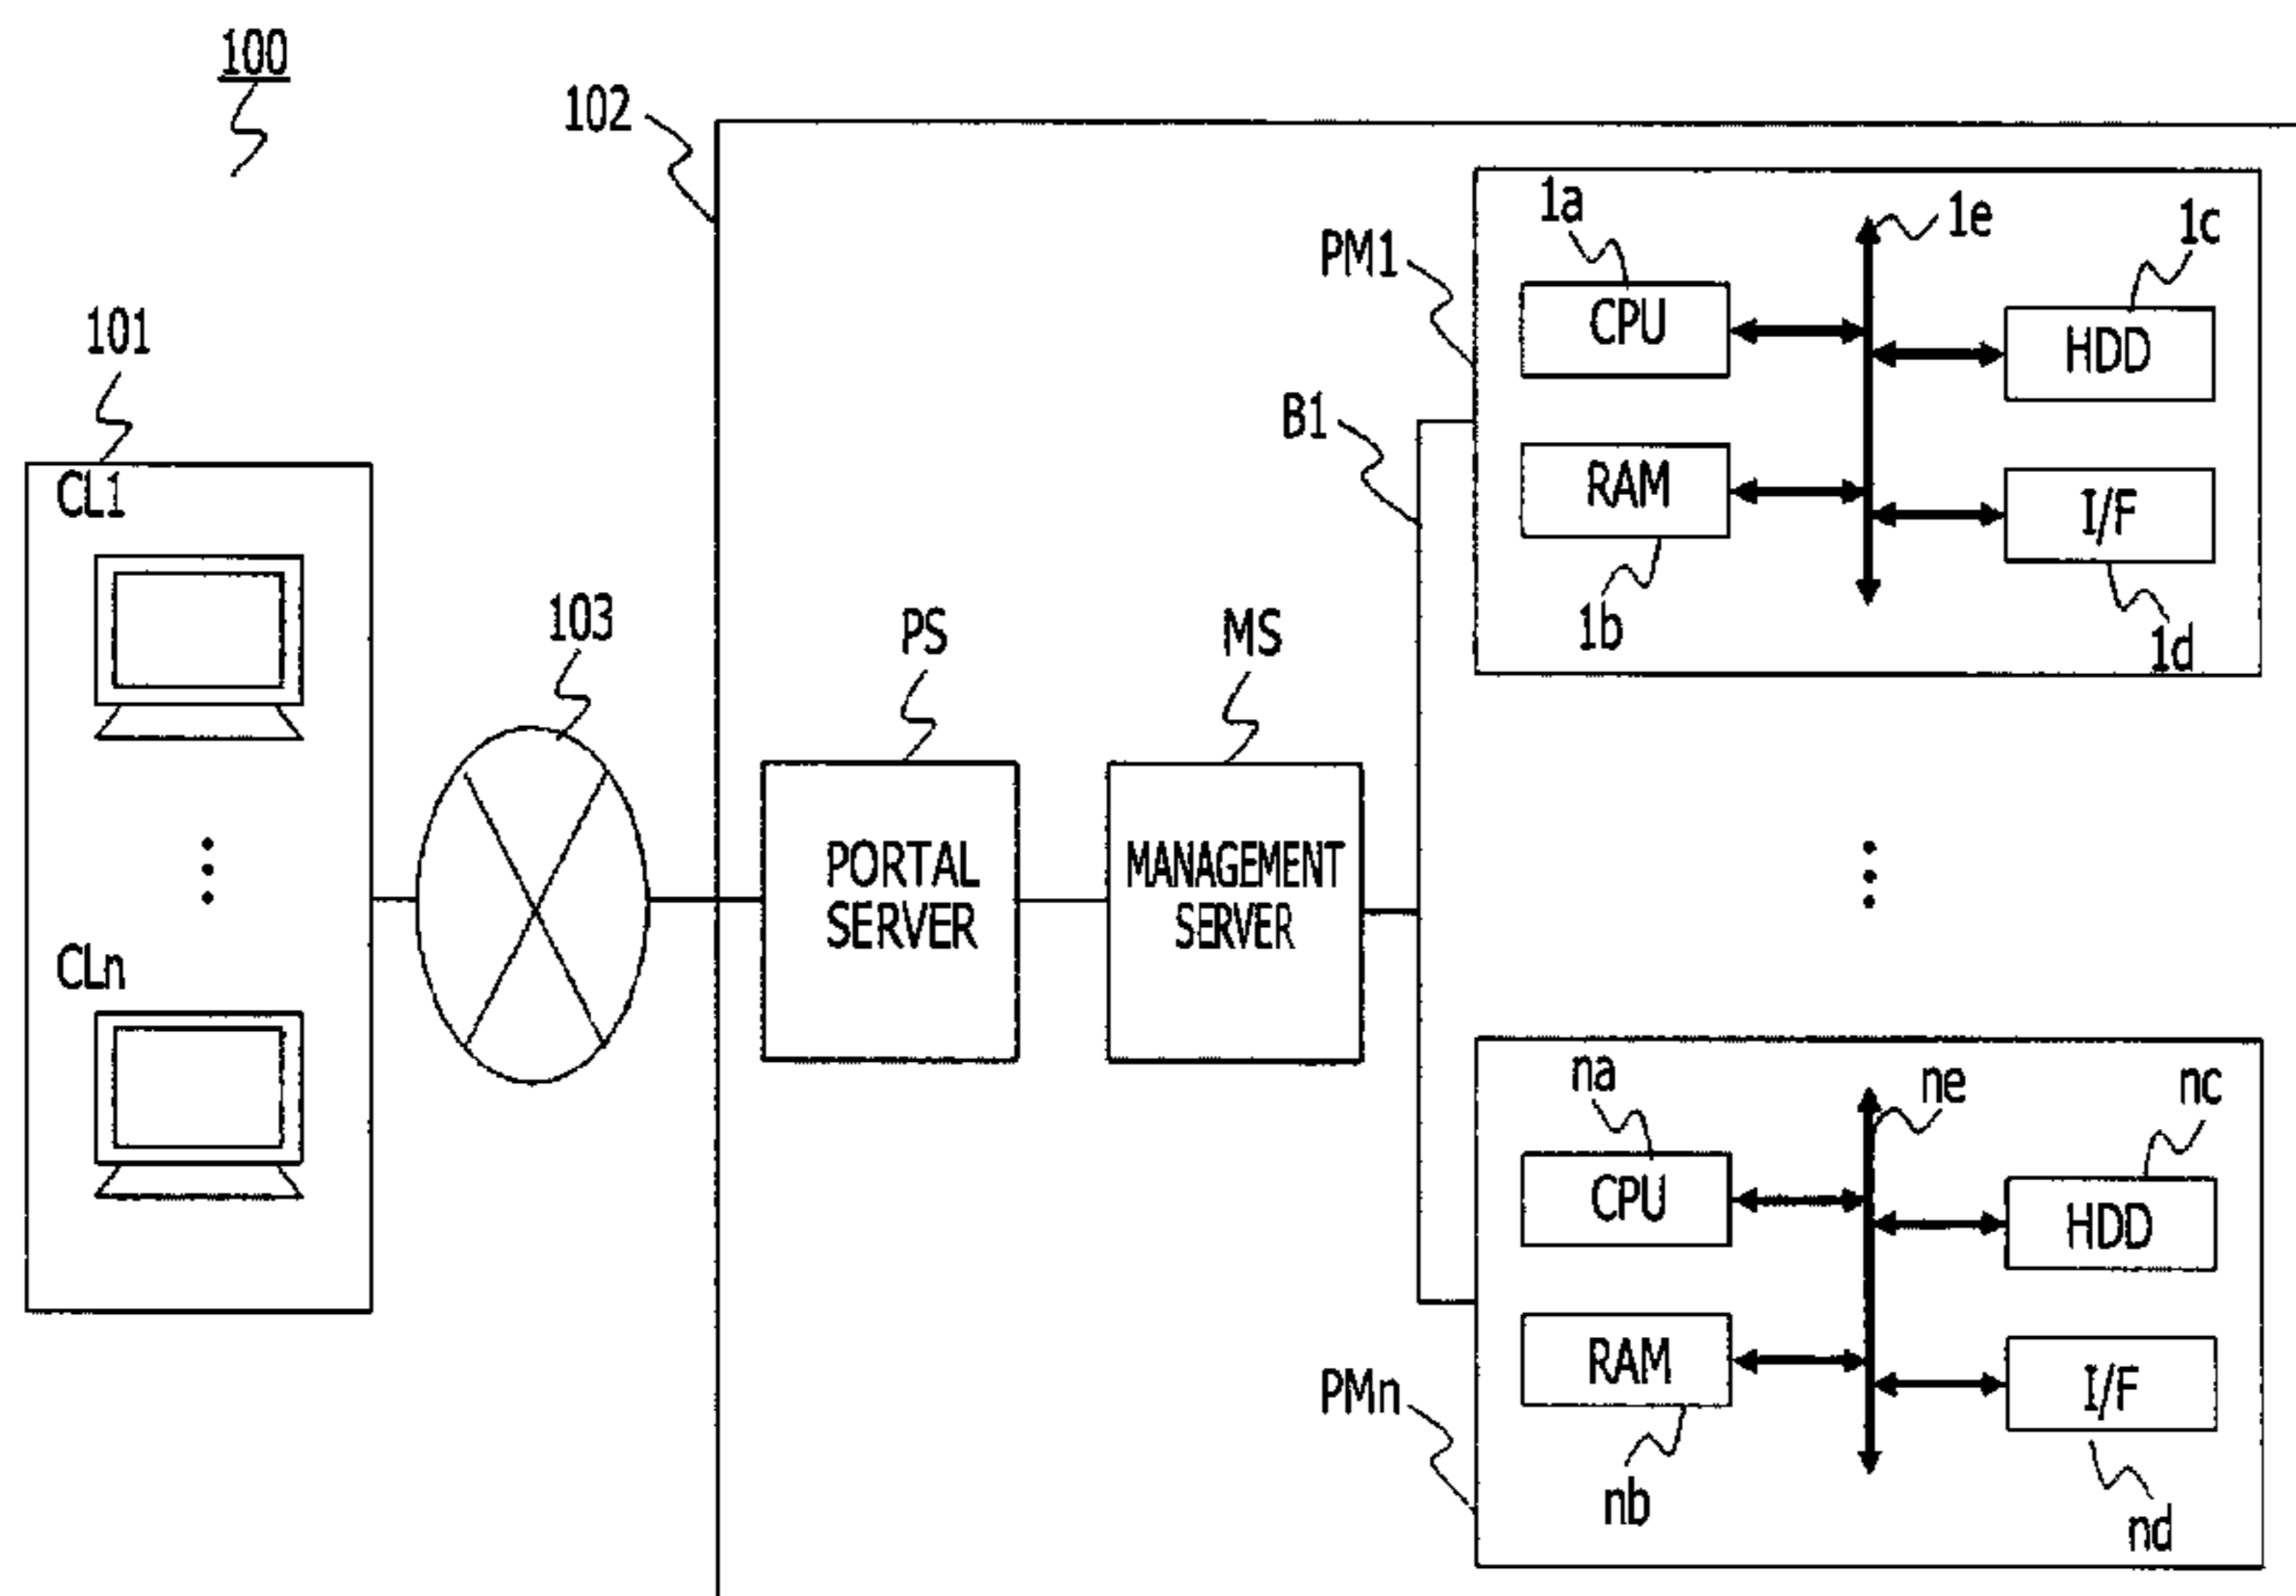 100
102
101
CL1
CLn
103
PS
PORTAL
SERVER
MS
MANAGEMENT
SERVER
B1
PM1
1a
CPU
1e
1c
HDD
RAM
1b
I/F
1d
PMn
na
CPU
ne
nc
HDD
RAM
nb
I/F
nd